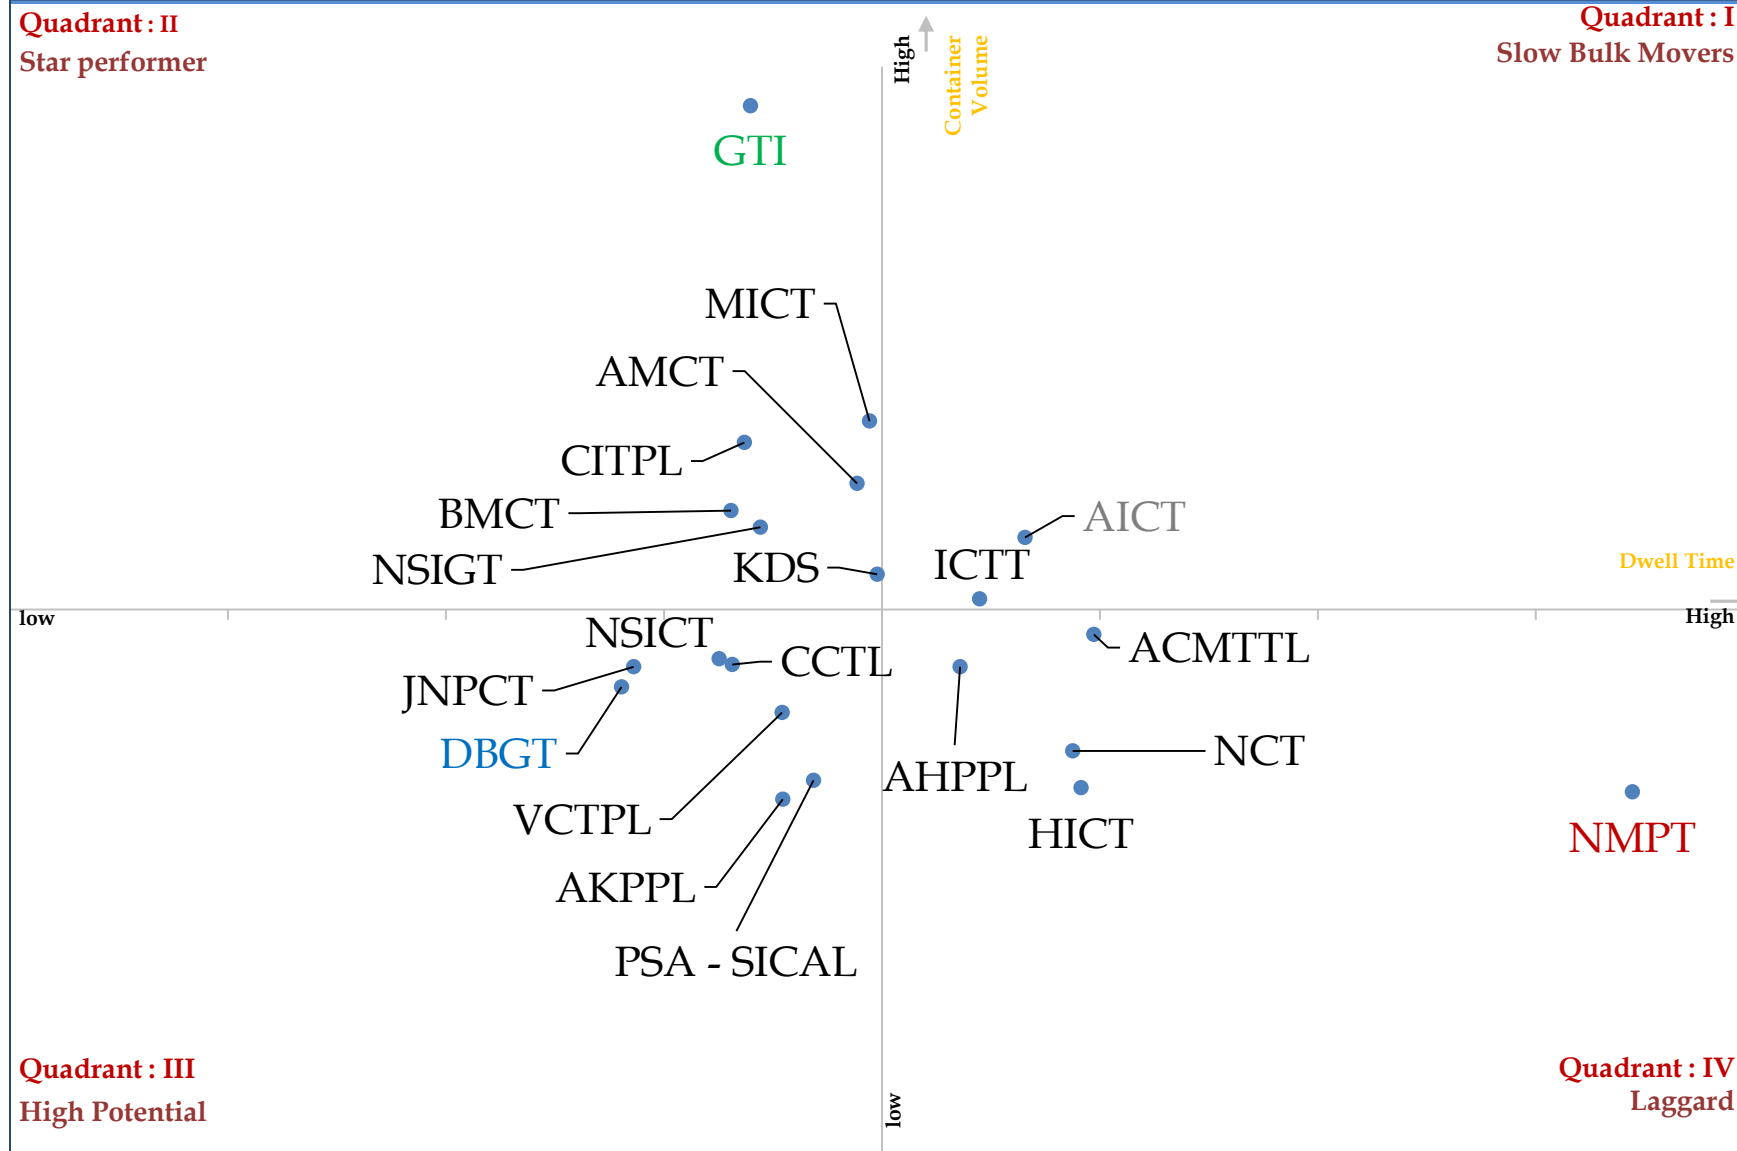 Quadrant : II
Star performer
Quadrant : I
Slow Bulk Movers
High
Container
Volume
GTI
MICT
AMCT
CITPL
BMCT
NSIGT
KDS
AICT
ICTT
Dwell Time
low
High
NSICT
CCTL
ACMTTL
JNPCT
DBGT
NCT
AHPPL
VCTPL
HICT
NMPT
AKPPL
PSA - SICAL
Quadrant : III
High Potential
Quadrant : IV
Laggard
low